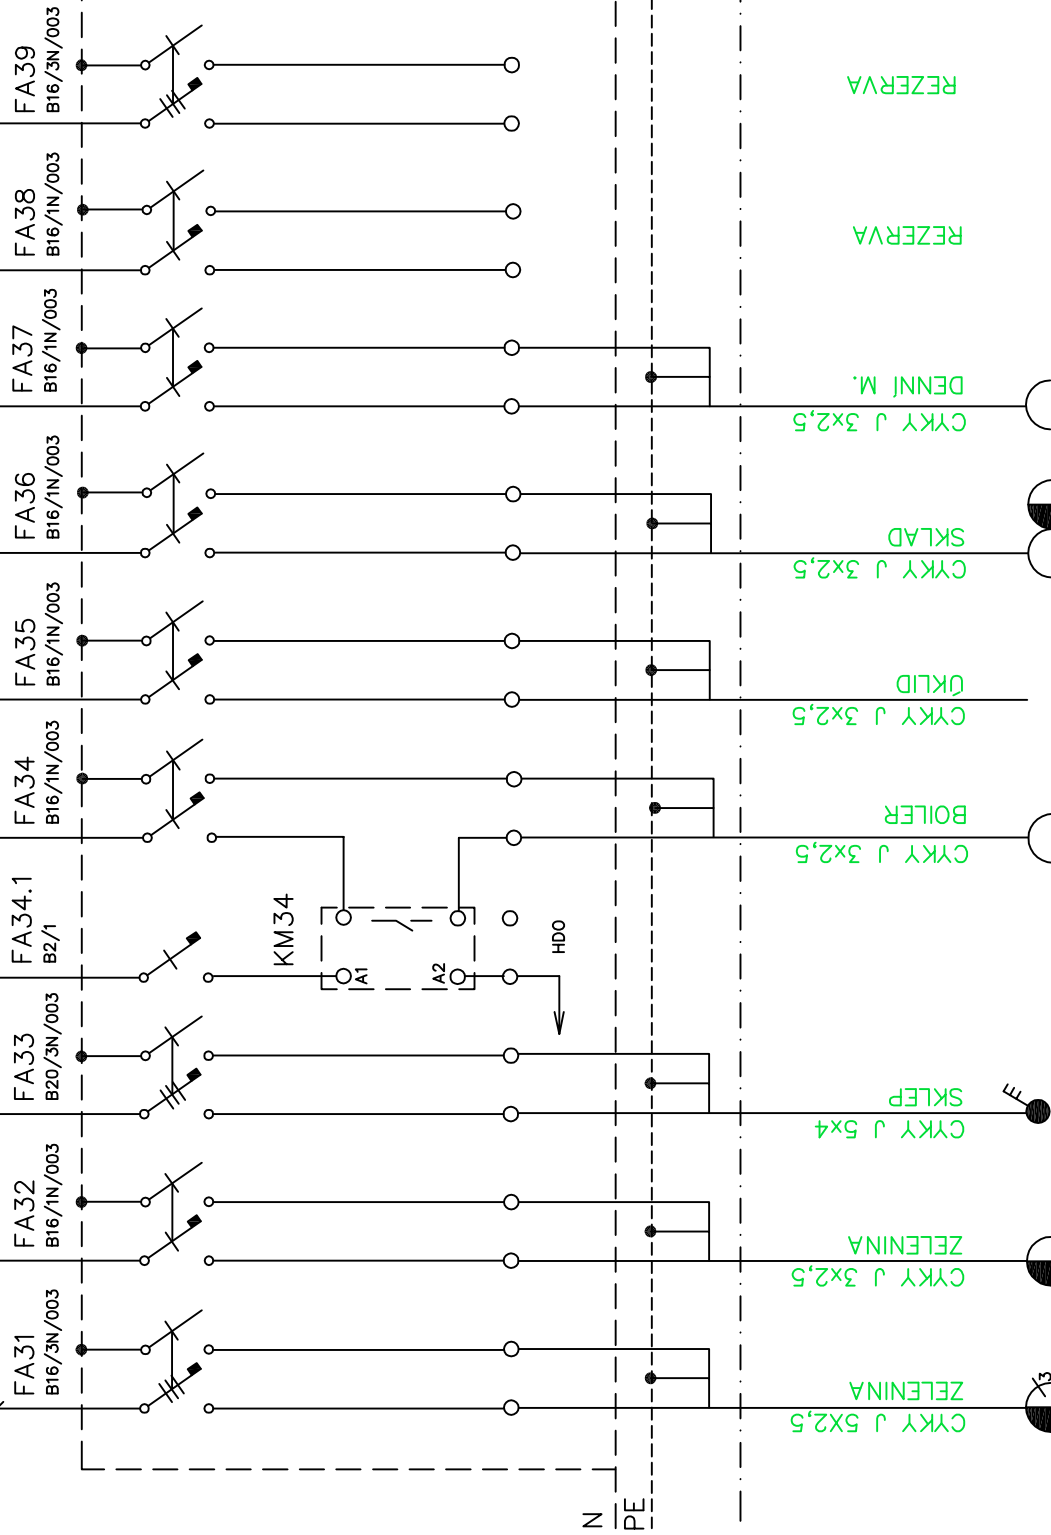 FA39
B16/3N/003
REZERVA
FA38
B16/1N/003
REZERVA
FA37
B16/1N/003
DENNÍ M.
CYKY J 3x2,5
FA36
B16/1N/003
SKLAD
CYKY J 3x2,5
FA35
B16/1N/003
ÚKLID
CYKY J 3x2,5
FA34
B16/1N/003
BOILER
CYKY J 3x2,5
FA34.1
B2/1
KM34
A1
A2
HDO
FA33
B20/3N/003
SKLEP
CYKY J 5x4
FA32
B16/1N/003
ZELENINA
CYKY J 3x2,5
FA31
B16/3N/003
ZELENINA
CYKY J 5X2,5
3
N
PE